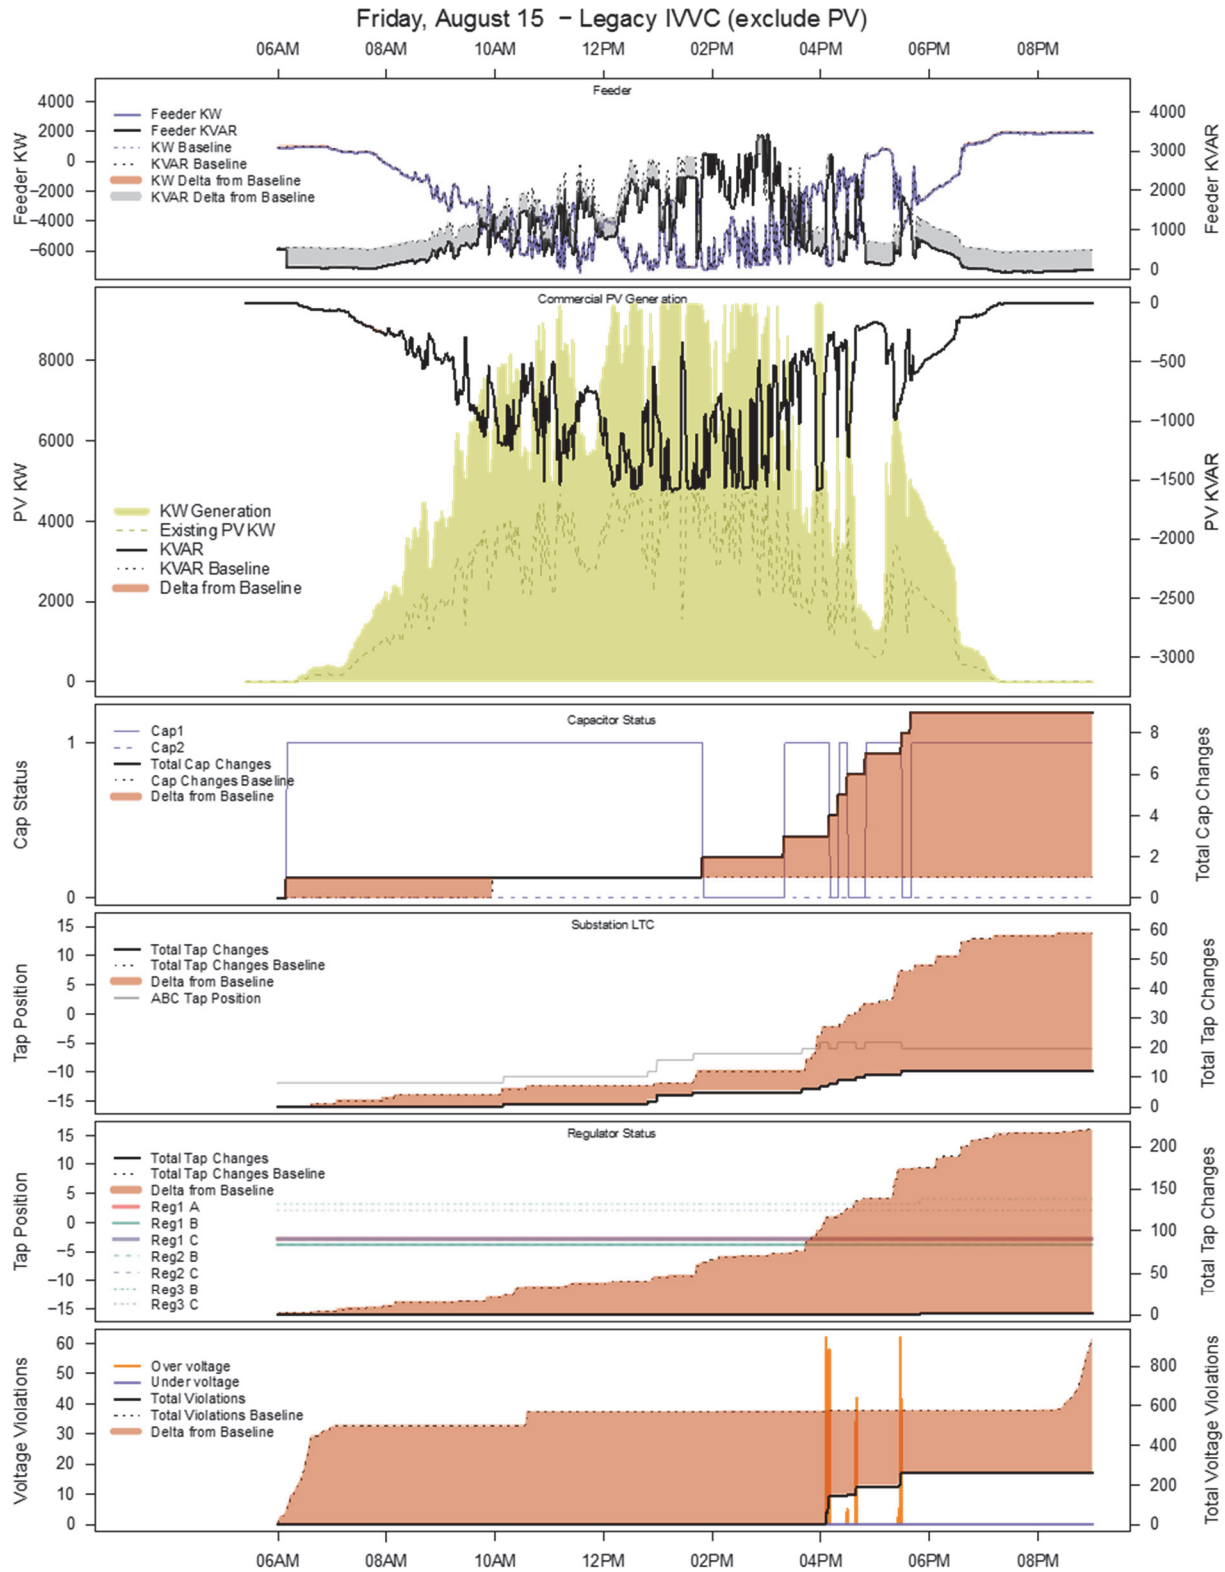 Friday, August 15 − Legacy IVVC (exclude PV)
06AM 08AM 10AM 12PM 02PM 04PM 06PM 08PM
Feeder
Feeder KW
4000
2000
0
−2000
−4000
−6000
Feeder KW
Feeder KVAR
KW Baseline
KVAR Baseline
KW Delta from Baseline
KVAR Delta from Baseline
4000
3000
2000
1000
0
Feeder KVAR
Commercial PV Generation
PV KW
8000
6000
4000
2000
0
KW Generation
Existing PV KW
KVAR
KVAR Baseline
Delta from Baseline
0
−500
−1000
−1500
−2000
−2500
−3000
PV KVAR
Capacitor Status
Cap Status
1
0
Cap1
Cap2
Total Cap Changes
Cap Changes Baseline
Delta from Baseline
8
6
4
2
0
Total Cap Changes
Substation LTC
Tap Position
15
10
5
0
−5
−10
−15
Total Tap Changes
Total Tap Changes Baseline
Delta from Baseline
ABC Tap Position
60
50
40
30
20
10
0
Total Tap Changes
Regulator Status
Tap Position
15
10
5
0
−5
−10
−15
Total Tap Changes
Total Tap Changes Baseline
Delta from Baseline
Reg1 A
Reg1 B
Reg1 C
Reg2 B
Reg2 C
Reg3 B
Reg3 C
200
150
100
50
0
Total Tap Changes
Voltage Violations
60
50
40
30
20
10
0
Over voltage
Under voltage
Total Violations
Total Violations Baseline
Delta from Baseline
800
600
400
200
0
Total Voltage Violations
06AM 08AM 10AM 12PM 02PM 04PM 06PM 08PM